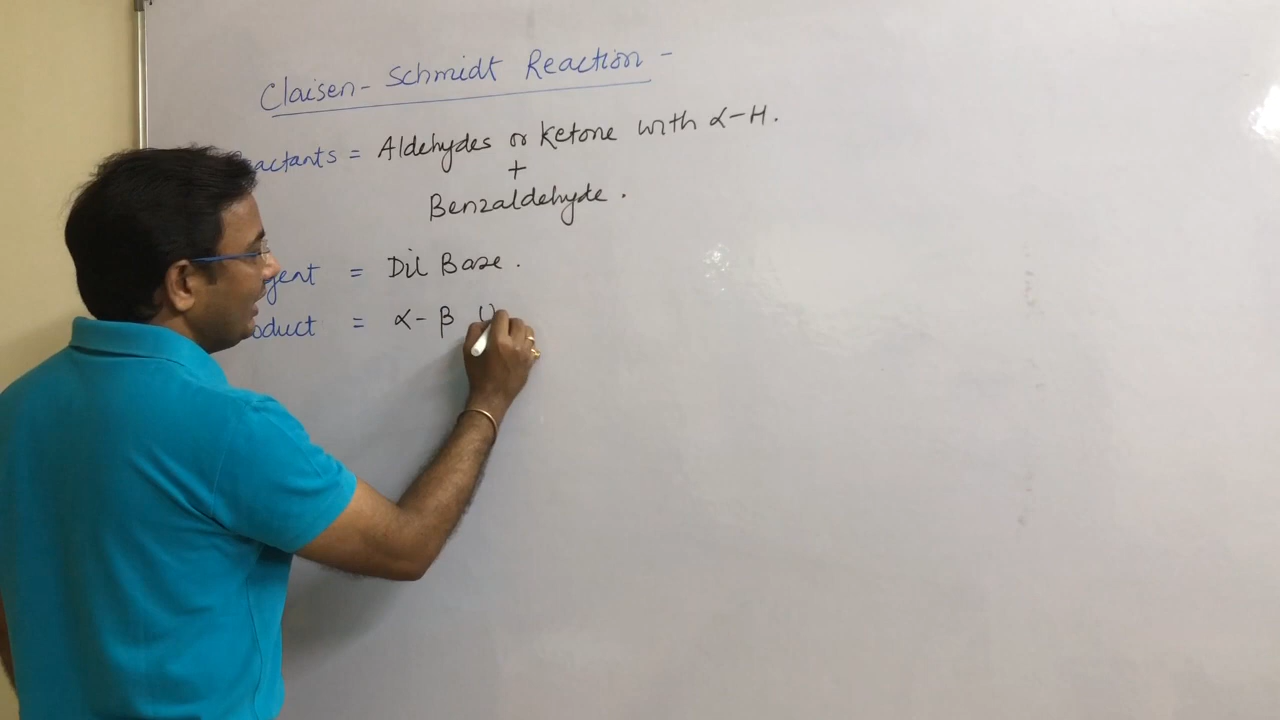 Claisen-Schmidt Reaction -
actants = Aldehydes or Ketone with α-H.
+
Benzaldehyde.
gent = Dil Base.
oduct = α-β U